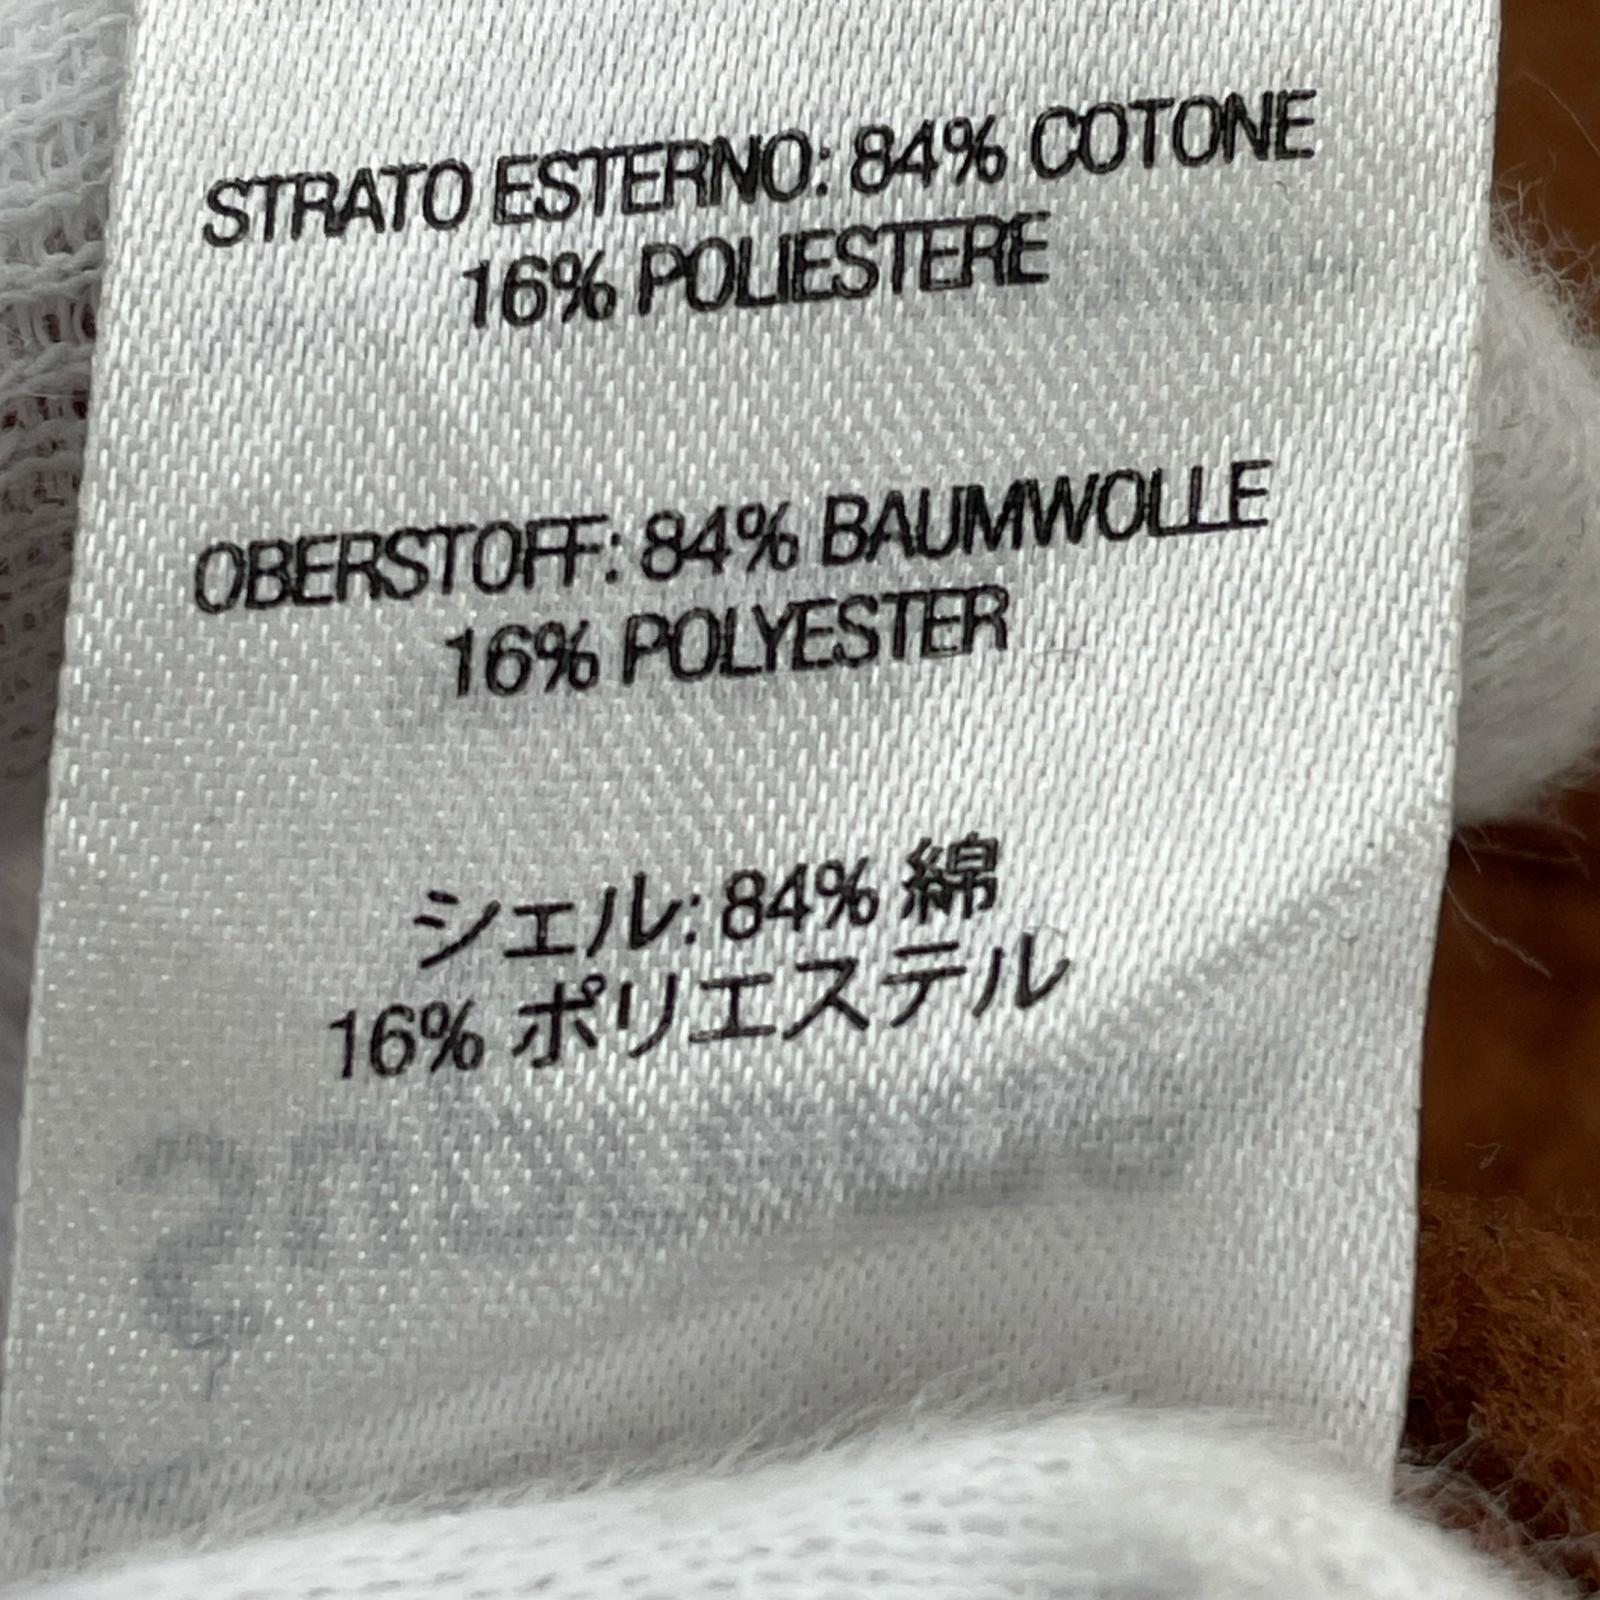 STRATO ESTERNO: 84% COTONE
16% POLIESTERE
OBERSTOFF: 84% BAUMWOLLE
16% POLYESTER
シェル: 84% 綿
16% ポリエステル